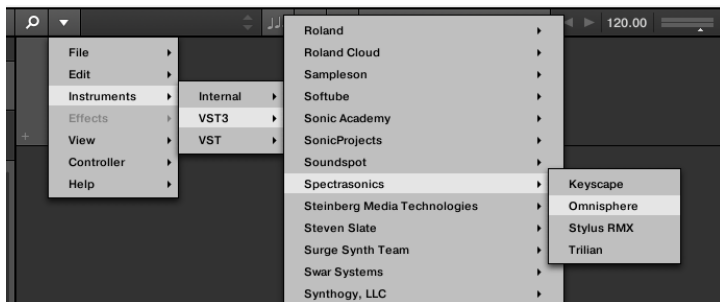 120.00
File
Edit
Instruments
Effects
View
Controller
Help
Internal
VST3
VST
Roland
Roland Cloud
Sampleson
Softube
Sonic Academy
SonicProjects
Soundspot
Spectrasonics
Steinberg Media Technologies
Steven Slate
Surge Synth Team
Swar Systems
Synthogy, LLC
Keyscape
Omnisphere
Stylus RMX
Trilian